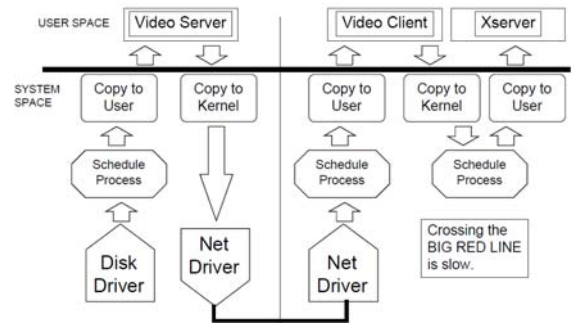 USER SPACE
Video Server
Video Client
Xserver
SYSTEM
SPACE
Copy to
User
Copy to
Kernel
Copy to
User
Copy to
Kernel
Copy to
User
Schedule
Process
Schedule
Process
Schedule
Process
Disk
Driver
Net
Driver
Net
Driver
Crossing the
BIG RED LINE
is slow.